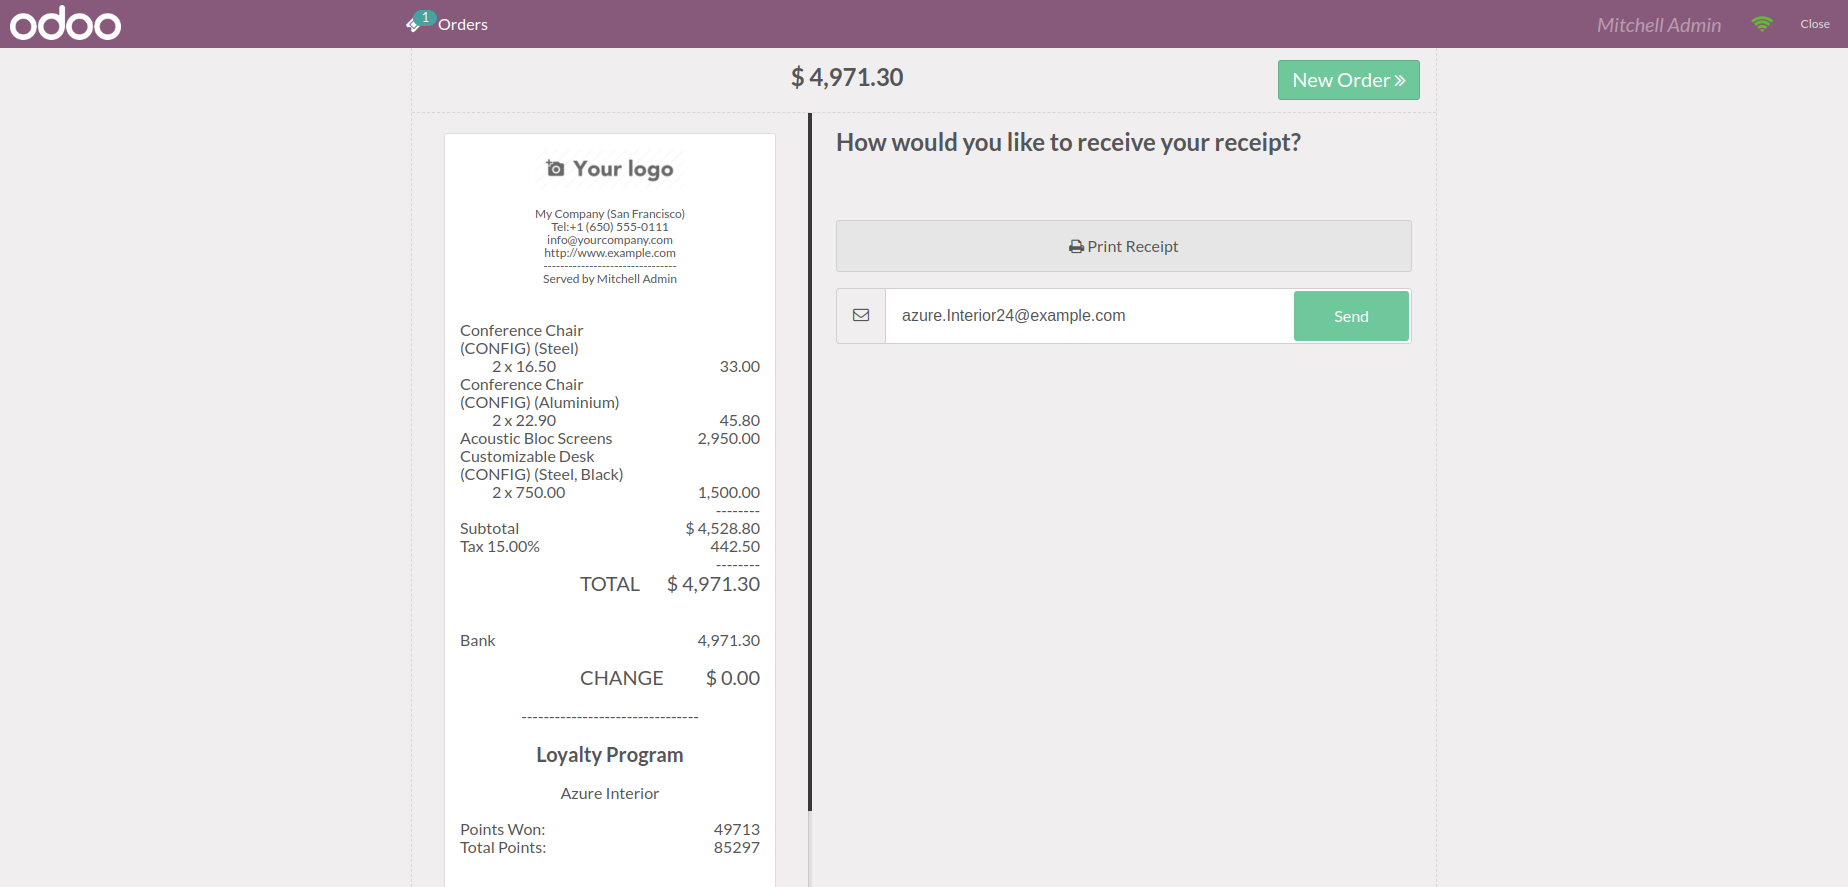 odoo
1
Orders
Mitchell Admin
Close
$ 4,971.30
New Order
Your logo
My Company (San Francisco)
Tel:+1 (650) 555-0111
info@yourcompany.com
http://www.example.com
--------------------------------
Served by Mitchell Admin
Conference Chair
(CONFIG) (Steel)
2 x 16.50 33.00
Conference Chair
(CONFIG) (Aluminium)
2 x 22.90 45.80
Acoustic Bloc Screens 2,950.00
Customizable Desk
(CONFIG) (Steel, Black)
2 x 750.00 1,500.00
--------
Subtotal $ 4,528.80
Tax 15.00% 442.50
--------
TOTAL $ 4,971.30
Bank 4,971.30
CHANGE $ 0.00
--------------------------------
Loyalty Program
Azure Interior
Points Won: 49713
Total Points: 85297
How would you like to receive your receipt?
Print Receipt
azure.Interior24@example.com
Send